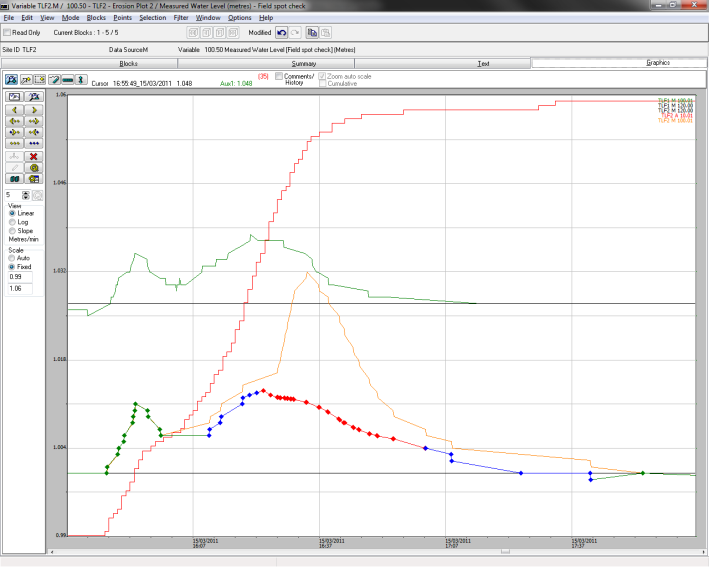 Variable TLF2.M / 100.50 - TLF2 - Erosion Plot 2 / Measured Water Level (metres) - Field spot check]
File Edit View Mode Blocks Points Selection Filter Window Options Help
Read Only Current Blocks : 1 - 5 / 5 Modified
Site ID TLF2 Data SourceM Variable 100.50 Measured Water Level [Field spot check] (Metres)
Blocks Summary Text Graphics
Cursor 16:55:49_15/03/2011 1.048 Aux1: 1.048 (35) Comments/ History Zoom auto scale Cumulative
1.06
TLF1 M 100.01
TLF1 M 120.00
TLF2 M 120.00
TLF2 A 10.01
TLF2 M 100.01
5
View
Linear
Log
Slope
Metres/min
Scale
Auto
Fixed
0.99
1.06
1.046
1.032
1.018
1.004
0.99
15/03/2011 15/03/2011 15/03/2011 15/03/2011
16:07 16:37 17:07 17:37